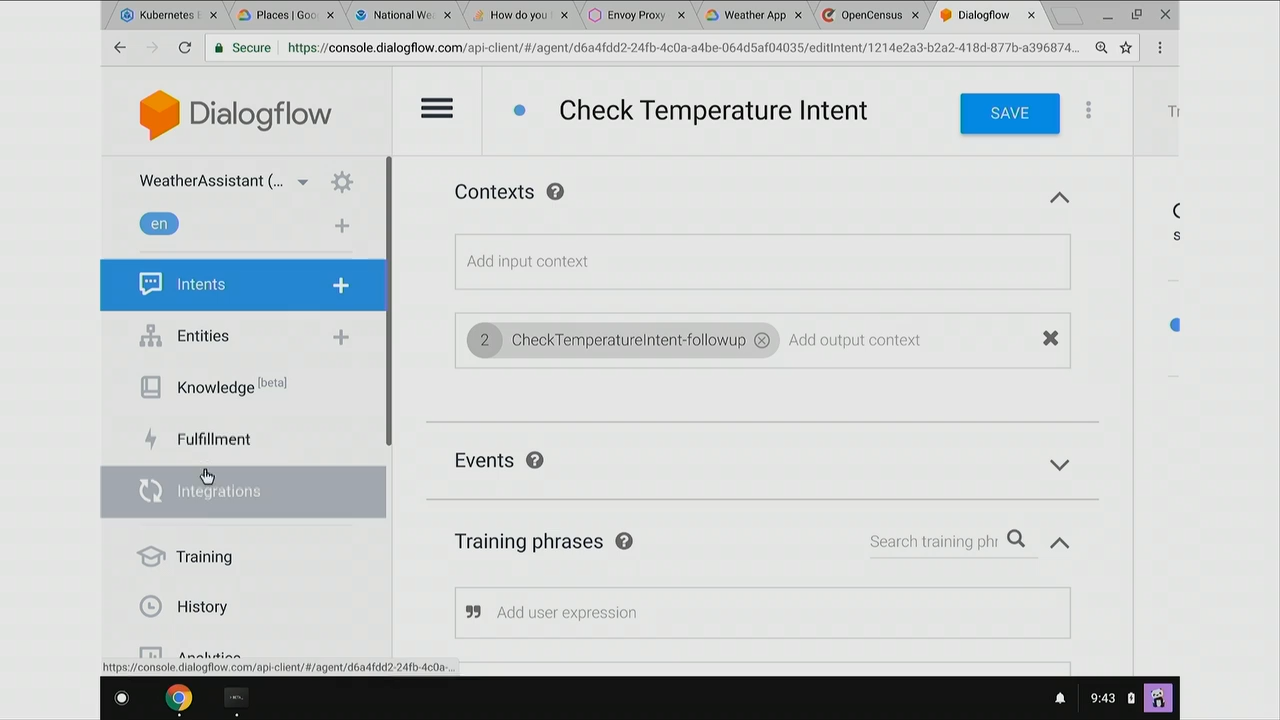 Kubernetes E
Places | Goo
National Wea
How do you
Envoy Proxy
Weather App
OpenCensus
Dialogflow
Secure
https://console.dialogflow.com/api-client/#/agent/d6a4fdd2-24fb-4c0a-a4be-064d5af04035/editIntent/1214e2a3-b2a2-418d-877b-a396874...
Dialogflow
Check Temperature Intent
SAVE
WeatherAssistant (...
en
Intents
Entities
Knowledge [beta]
Fulfillment
Integrations
Training
History
Analytics
Contexts
Add input context
2 CheckTemperatureIntent-followup
Add output context
Events
Training phrases
Search training phr
Add user expression
https://console.dialogflow.com/api-client/#/agent/d6a4fdd2-24fb-4c0a-...
9:43